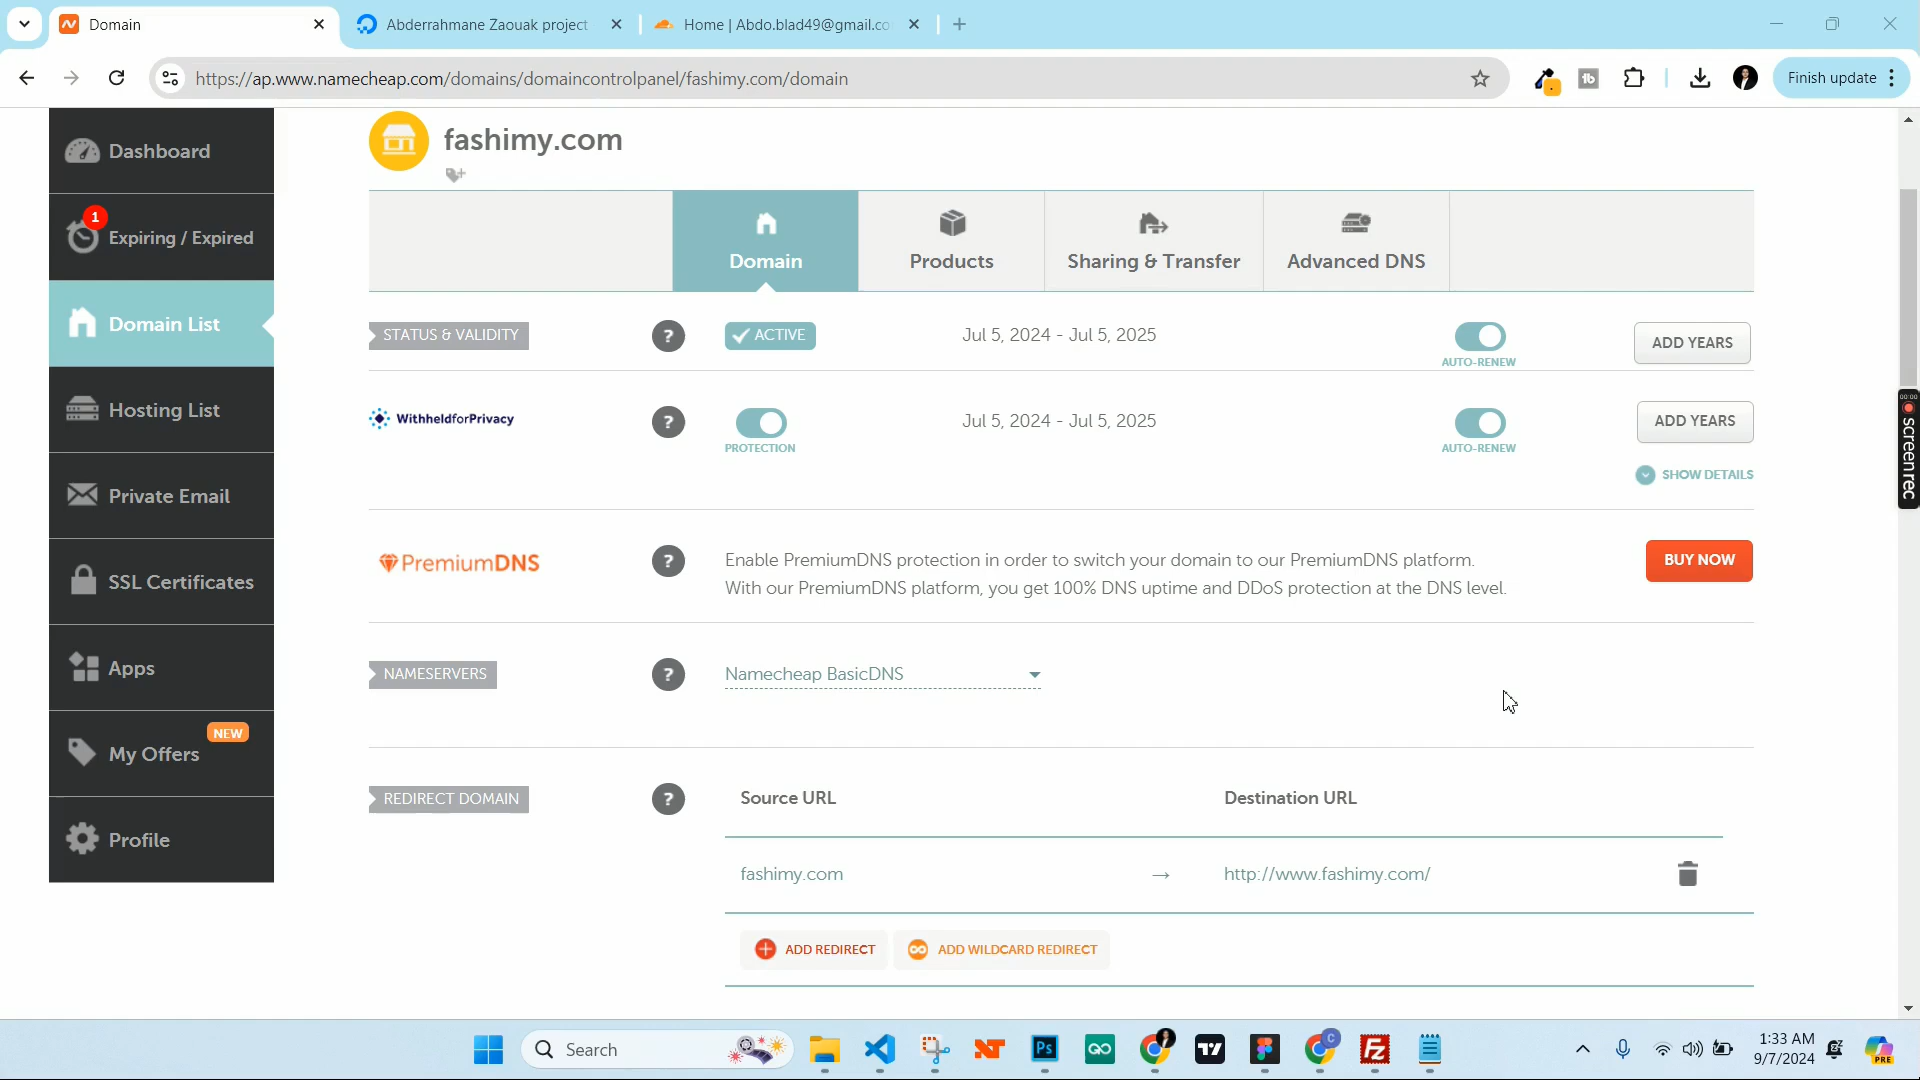 Domain
Abderrahmane Zaouak project
Home | Abdo.blad49@gmail.co
https://ap.www.namecheap.com/domains/domaincontrolpanel/fashimy.com/domain
Finish update
Dashboard
1
Expiring / Expired
Domain List
Hosting List
Private Email
SSL Certificates
Apps
NEW
My Offers
Profile
fashimy.com
Domain
Products
Sharing & Transfer
Advanced DNS
STATUS & VALIDITY
?
ACTIVE
Jul 5, 2024 - Jul 5, 2025
AUTO-RENEW
ADD YEARS
WithheldforPrivacy
?
PROTECTION
Jul 5, 2024 - Jul 5, 2025
AUTO-RENEW
ADD YEARS
SHOW DETAILS
PremiumDNS
?
Enable PremiumDNS protection in order to switch your domain to our PremiumDNS platform.
With our PremiumDNS platform, you get 100% DNS uptime and DDoS protection at the DNS level.
BUY NOW
NAMESERVERS
?
Namecheap BasicDNS
REDIRECT DOMAIN
?
Source URL
Destination URL
fashimy.com
→
http://www.fashimy.com/
ADD REDIRECT
ADD WILDCARD REDIRECT
00:00
screenrec
Search
1:33 AM
9/7/2024
PRE